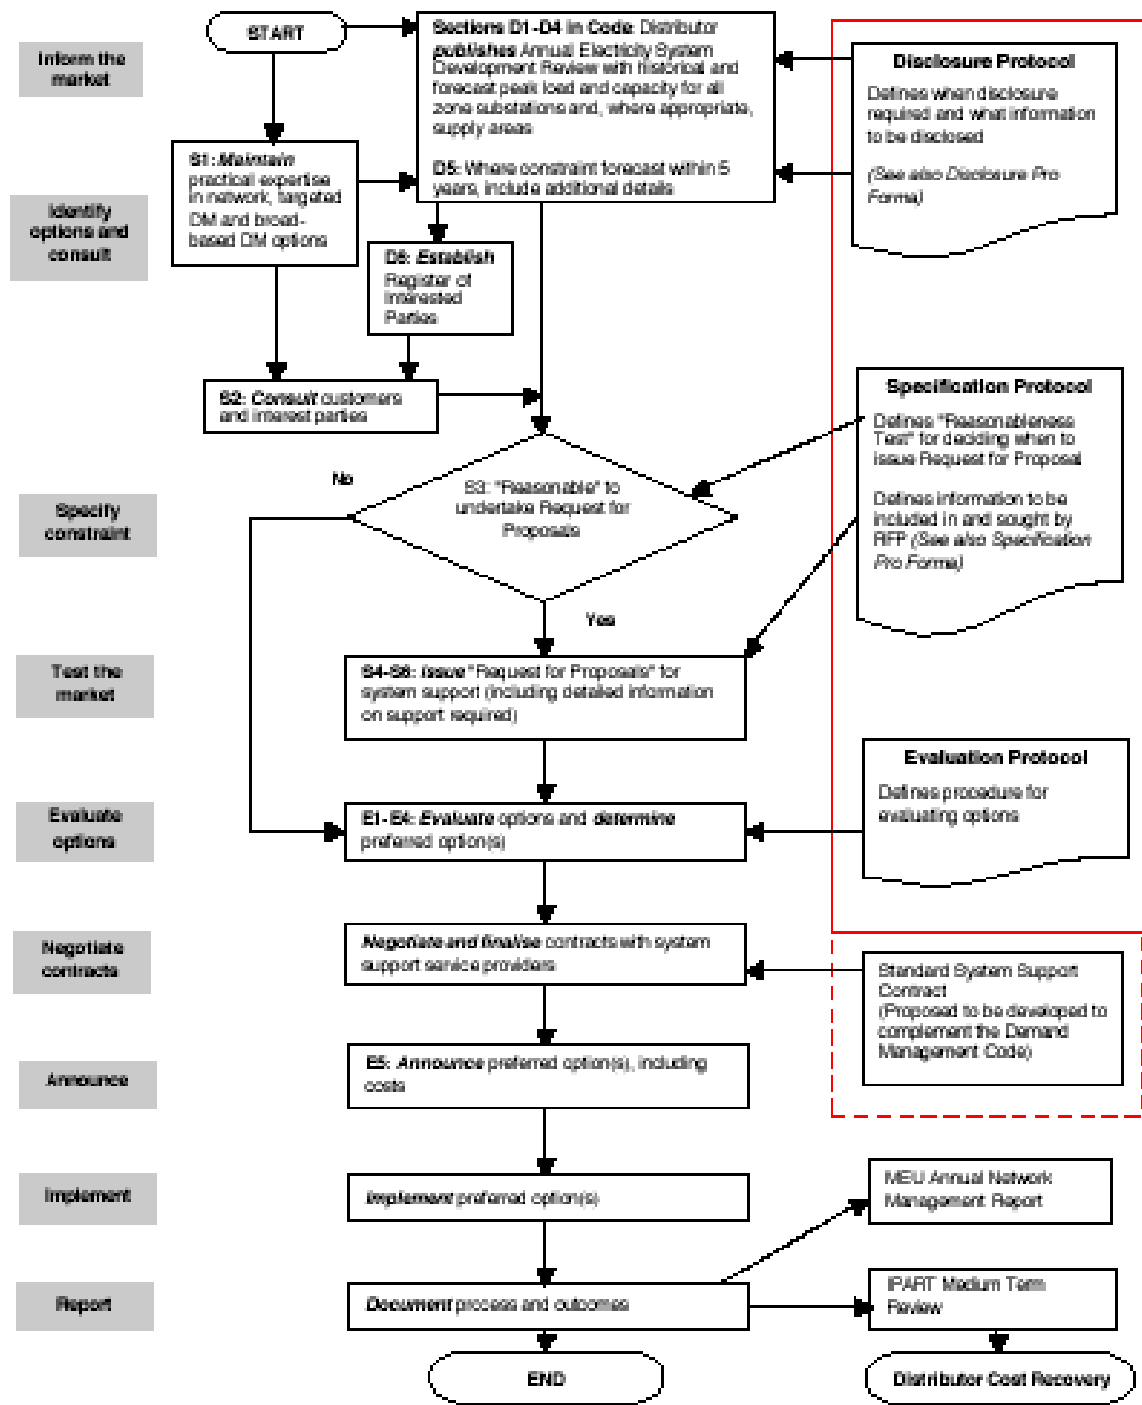 START
Sections D1-D4 in Code: Distributor
publishes Annual Electricity System
Development Review with historical and
forecast peak load and capacity for all
zone substations and, where appropriate,
supply areas
D5: Where constraint forecast within 5
years, include additional details
Disclosure Protocol
Defines when disclosure
required and what information
to be disclosed
(See also Disclosure Pro
Forma)
Inform the
market
S1: Maintain
practical expertise
in network, targeted
DM and broad-
based DM options
Identify
options and
consult
D6: Establish
Register of
Interested
Parties
S2: Consult customers
and interest parties
Specification Protocol
Defines "Reasonableness
Test" for deciding when to
issue Request for Proposal
Defines information to be
included in and sought by
RFP (See also Specification
Pro Forma)
No
S3: "Reasonable" to
undertake Request for
Proposals
Specify
constraint
Yes
Test the
market
S4-S6: Issue "Request for Proposals" for
system support (including detailed information
on support required)
Evaluation Protocol
Defines procedure for
evaluating options
Evaluate
options
E1-E4: Evaluate options and determine
preferred option(s)
Negotiate
contracts
Negotiate and finalise contracts with system
support service providers
Standard System Support
Contract
(Proposed to be developed to
complement the Demand
Management Code)
Announce
E5: Announce preferred option(s), including
costs
Implement
Implement preferred option(s)
MEU Annual Network
Management Report
Report
Document process and outcomes
IPART Medium Term
Review
END
Distributor Cost Recovery